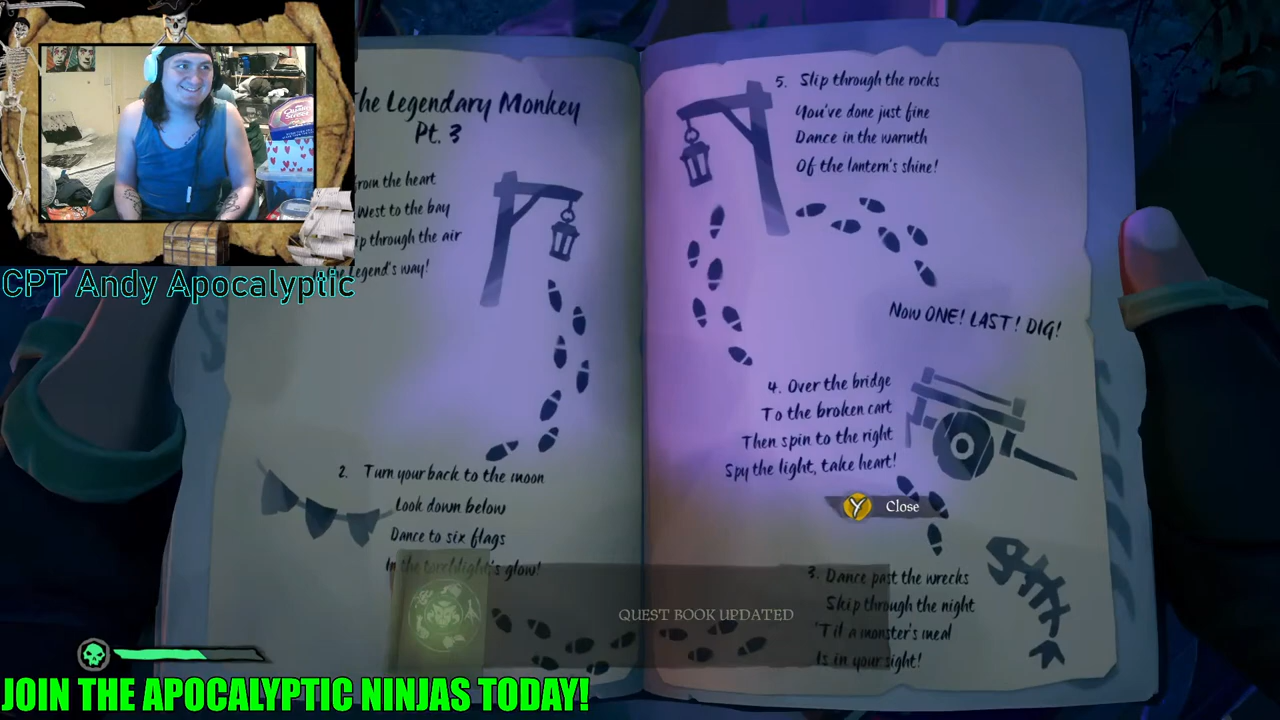 The Legendary Monkey
Pt. 3
from the heart
West to the bay
through the air
Legend's way!
2. Turn your back to the moon
Look down below
Dance to six flags
In the torchlight's glow!
5. Slip through the rocks
You've done just fine
Dance in the warmth
Of the lantern's shine!
Now ONE! LAST! DIG!
4. Over the bridge
To the broken cart
Then spin to the right
Spy the light, take heart!
Y Close
3. Dance past the wrecks
Skip through the night
'Til a monster's meal
Is in your sight!
QUEST BOOK UPDATED
CPT Andy Apocalyptic
JOIN THE APOCALYPTIC NINJAS TODAY!